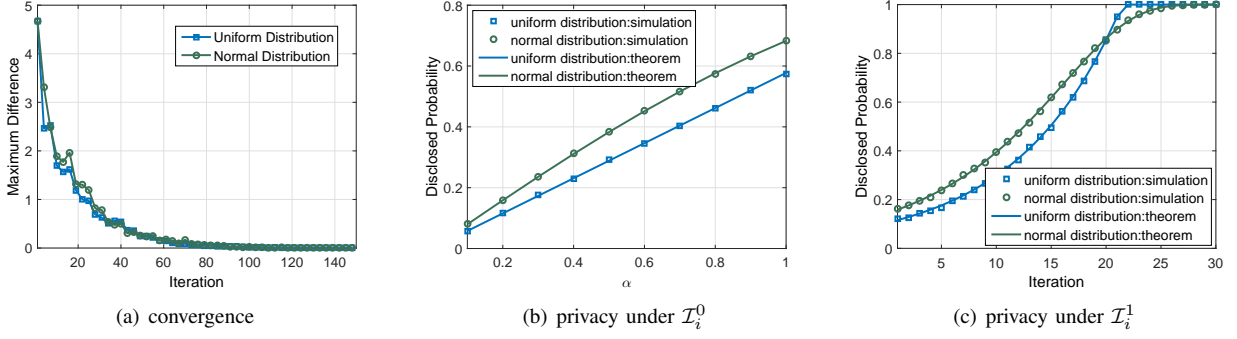 5
4
3
2
1
0
Maximum Difference
Uniform Distribution
Normal Distribution
20 40 60 80 100 120 140
Iteration
(a) convergence
0.8
0.6
0.4
0.2
0
Disclosed Probability
uniform distribution:simulation
normal distribution:simulation
uniform distribution:theorem
normal distribution:theorem
0.2 0.4 0.6 0.8 1
α
(b) privacy under $\mathcal{I}_i^0$
1
0.8
0.6
0.4
0.2
0
Disclosed Probability
uniform distribution:simulation
normal distribution:simulation
uniform distribution:theorem
normal distribution:theorem
5 10 15 20 25 30
Iteration
(c) privacy under $\mathcal{I}_i^1$